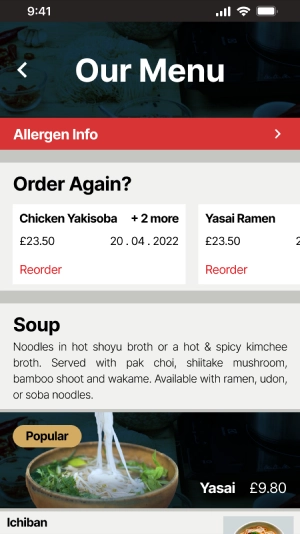 9:41
Our Menu
Allergen Info
Order Again?
Chicken Yakisoba + 2 more
£23.50 20 . 04 . 2022
Reorder
Yasai Ramen
£23.50 2
Reorder
Soup
Noodles in hot shoyu broth or a hot & spicy kimchee
broth. Served with pak choi, shiitake mushroom,
bamboo shoot and wakame. Available with ramen, udon,
or soba noodles.
Popular
Yasai £9.80
Ichiban